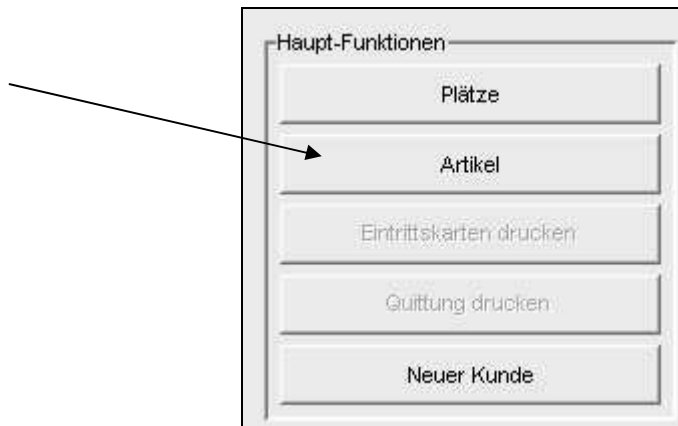 Haupt-Funktionen
Plätze
Artikel
Eintrittskarten drucken
Quittung drucken
Neuer Kunde